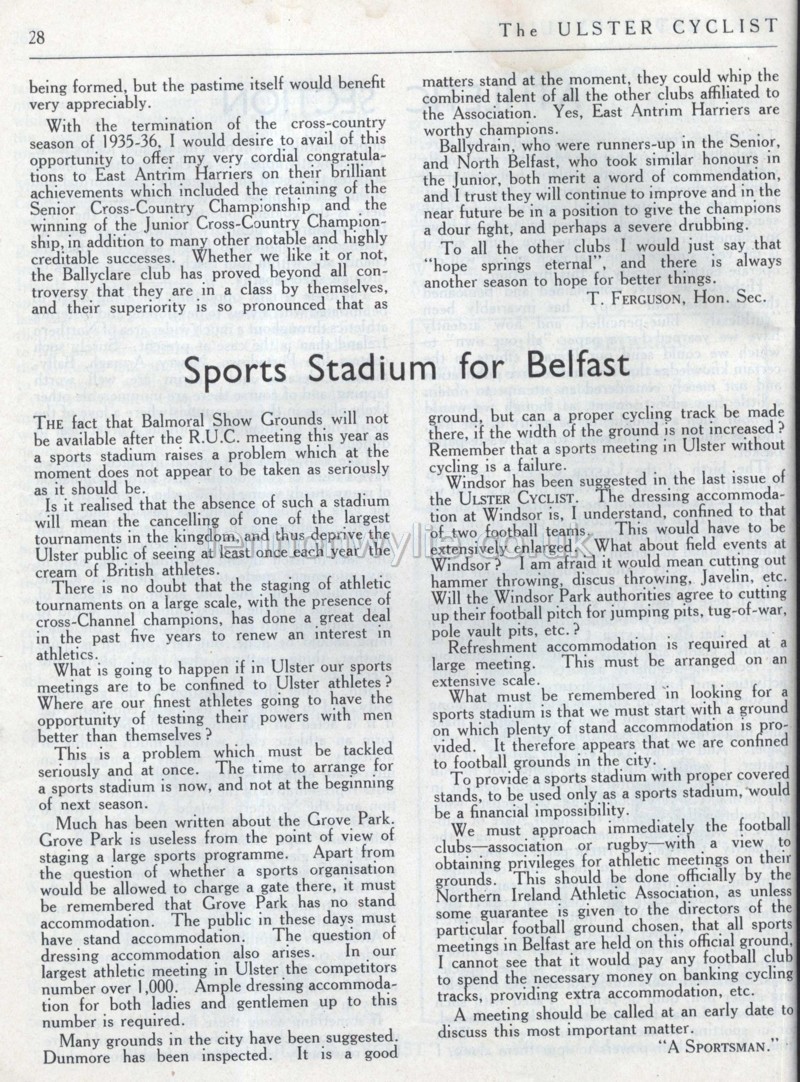 28
The ULSTER CYCLIST
being formed, but the pastime itself would benefit
very appreciably.
With the termination of the cross-country
season of 1935-36, I would desire to avail of this
opportunity to offer my very cordial congratula-
tions to East Antrim Harriers on their brilliant
achievements which included the retaining of the
Senior Cross-Country Championship and the
winning of the Junior Cross-Country Champion-
ship, in addition to many other notable and highly
creditable successes. Whether we like it or not,
the Ballyclare club has proved beyond all con-
troversy that they are in a class by themselves,
and their superiority is so pronounced that as
matters stand at the moment, they could whip the
combined talent of all the other clubs affiliated to
the Association. Yes, East Antrim Harriers are
worthy champions.
Ballydrain, who were runners-up in the Senior,
and North Belfast, who took similar honours in
the Junior, both merit a word of commendation,
and I trust they will continue to improve and in the
near future be in a position to give the champions
a dour fight, and perhaps a severe drubbing.
To all the other clubs I would just say that
"hope springs eternal", and there is always
another season to hope for better things.
T. FERGUSON, Hon. Sec.
Sports Stadium for Belfast
THE fact that Balmoral Show Grounds will not
be available after the R.U.C. meeting this year as
a sports stadium raises a problem which at the
moment does not appear to be taken as seriously
as it should be.
Is it realised that the absence of such a stadium
will mean the cancelling of one of the largest
tournaments in the kingdom, and thus deprive the
Ulster public of seeing at least once each year the
cream of British athletes.
There is no doubt that the staging of athletic
tournaments on a large scale, with the presence of
cross-Channel champions, has done a great deal
in the past five years to renew an interest in
athletics.
What is going to happen if in Ulster our sports
meetings are to be confined to Ulster athletes?
Where are our finest athletes going to have the
opportunity of testing their powers with men
better than themselves?
This is a problem which must be tackled
seriously and at once. The time to arrange for
a sports stadium is now, and not at the beginning
of next season.
Much has been written about the Grove Park.
Grove Park is useless from the point of view of
staging a large sports programme. Apart from
the question of whether a sports organisation
would be allowed to charge a gate there, it must
be remembered that Grove Park has no stand
accommodation. The public in these days must
have stand accommodation. The question of
dressing accommodation also arises. In our
largest athletic meeting in Ulster the competitors
number over 1,000. Ample dressing accommoda-
tion for both ladies and gentlemen up to this
number is required.
Many grounds in the city have been suggested.
Dunmore has been inspected. It is a good
ground, but can a proper cycling track be made
there, if the width of the ground is not increased?
Remember that a sports meeting in Ulster without
cycling is a failure.
Windsor has been suggested in the last issue of
the ULSTER CYCLIST. The dressing accommoda-
tion at Windsor is, I understand, confined to that
of two football teams. This would have to be
extensively enlarged. What about field events at
Windsor? I am afraid it would mean cutting out
hammer throwing, discus throwing, Javelin, etc.
Will the Windsor Park authorities agree to cutting
up their football pitch for jumping pits, tug-of-war,
pole vault pits, etc.?
Refreshment accommodation is required at a
large meeting. This must be arranged on an
extensive scale.
What must be remembered in looking for a
sports stadium is that we must start with a ground
on which plenty of stand accommodation is pro-
vided. It therefore appears that we are confined
to football grounds in the city.
To provide a sports stadium with proper covered
stands, to be used only as a sports stadium, would
be a financial impossibility.
We must approach immediately the football
clubs—association or rugby—with a view to
obtaining privileges for athletic meetings on their
grounds. This should be done officially by the
Northern Ireland Athletic Association, as unless
some guarantee is given to the directors of the
particular football ground chosen, that all sports
meetings in Belfast are held on this official ground,
I cannot see that it would pay any football club
to spend the necessary money on banking cycling
tracks, providing extra accommodation, etc.
A meeting should be called at an early date to
discuss this most important matter.
"A SPORTSMAN."